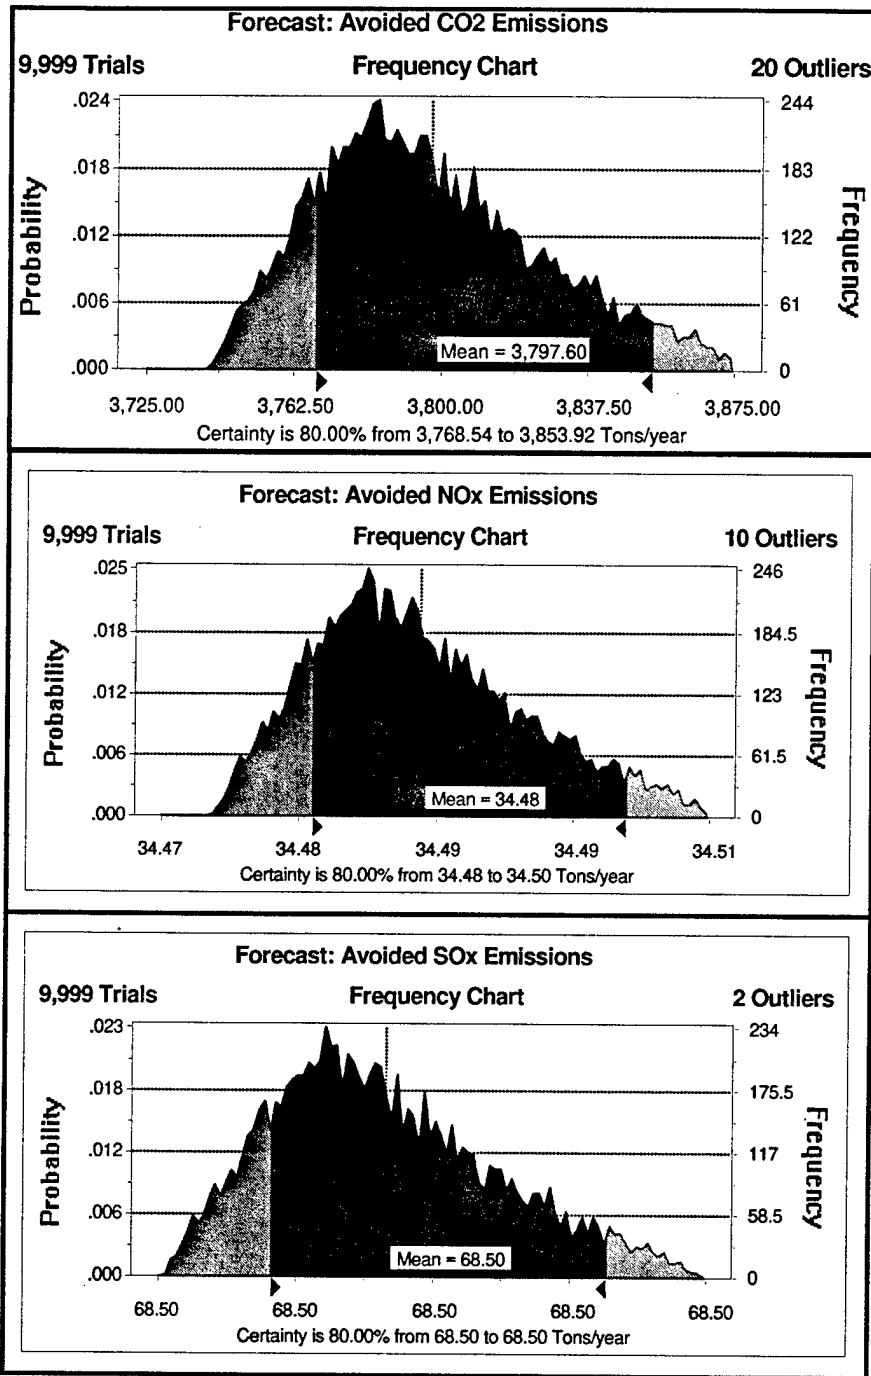 Forecast: Avoided CO2 Emissions
9,999 Trials Frequency Chart 20 Outliers
.024 244
.018 183
.012 122
.006 61
.000 0
Probability
Frequency
Mean = 3,797.60
3,725.00 3,762.50 3,800.00 3,837.50 3,875.00
Certainty is 80.00% from 3,768.54 to 3,853.92 Tons/year
Forecast: Avoided NOx Emissions
9,999 Trials Frequency Chart 10 Outliers
.025 246
.018 184.5
.012 123
.006 61.5
.000 0
Probability
Frequency
Mean = 34.48
34.47 34.48 34.49 34.49 34.51
Certainty is 80.00% from 34.48 to 34.50 Tons/year
Forecast: Avoided SOx Emissions
9,999 Trials Frequency Chart 2 Outliers
.023 234
.018 175.5
.012 117
.006 58.5
.000 0
Probability
Frequency
Mean = 68.50
68.50 68.50 68.50 68.50 68.50
Certainty is 80.00% from 68.50 to 68.50 Tons/year